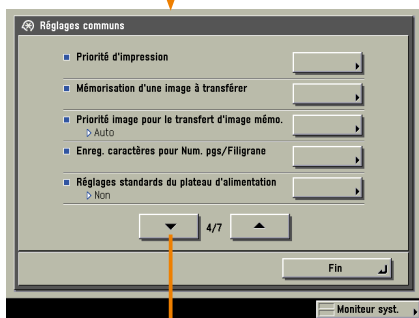 Réglages communs
Priorité d'impression
Mémorisation d'une image à transférer
Priorité image pour le transfert d'image mémo.
Auto
Enreg. caractères pour Num. pgs/Filigrane
Réglages standards du plateau d'alimentation
Non
4/7
Fin
Moniteur syst.